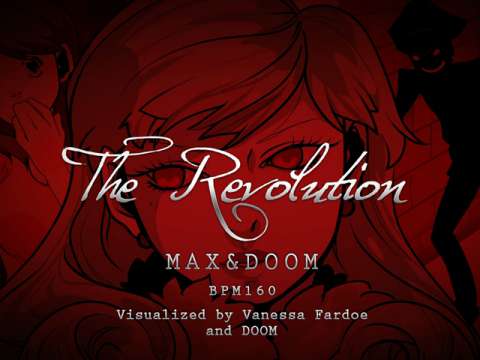 The Revolution
MAX&DOOM
BPM160
Visualized by Vanessa Fardoe
and DOOM